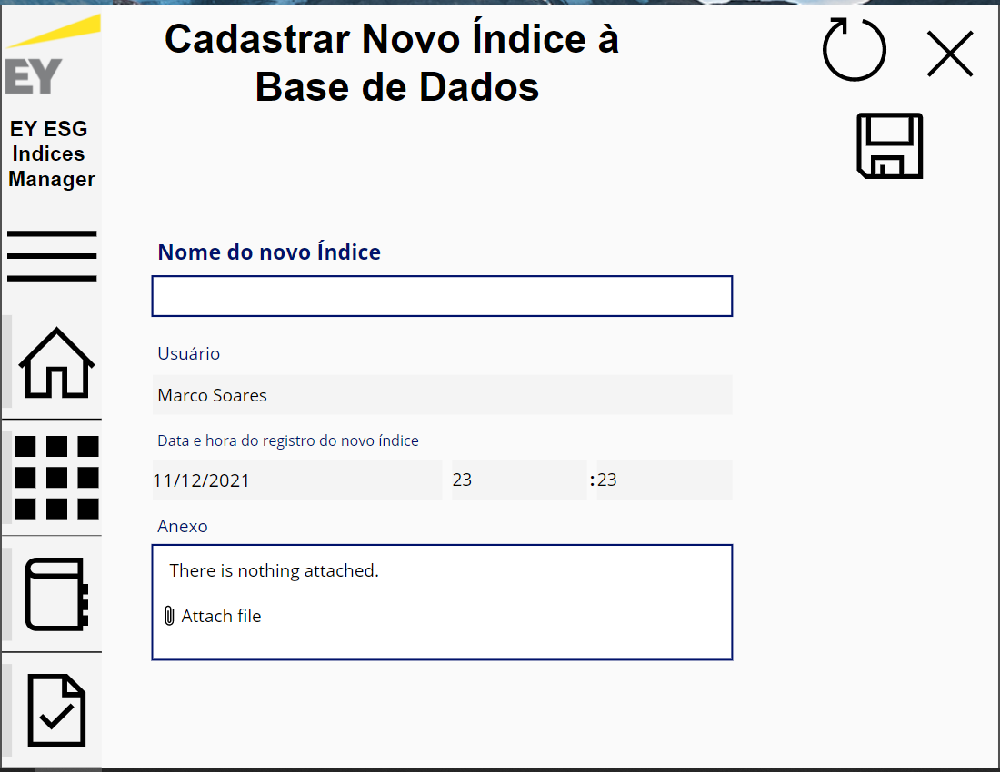 EY
EY ESG
Indices
Manager
Cadastrar Novo Índice à
Base de Dados
Nome do novo Índice
Usuário
Marco Soares
Data e hora do registro do novo índice
11/12/2021 23 :23
Anexo
There is nothing attached.
Attach file